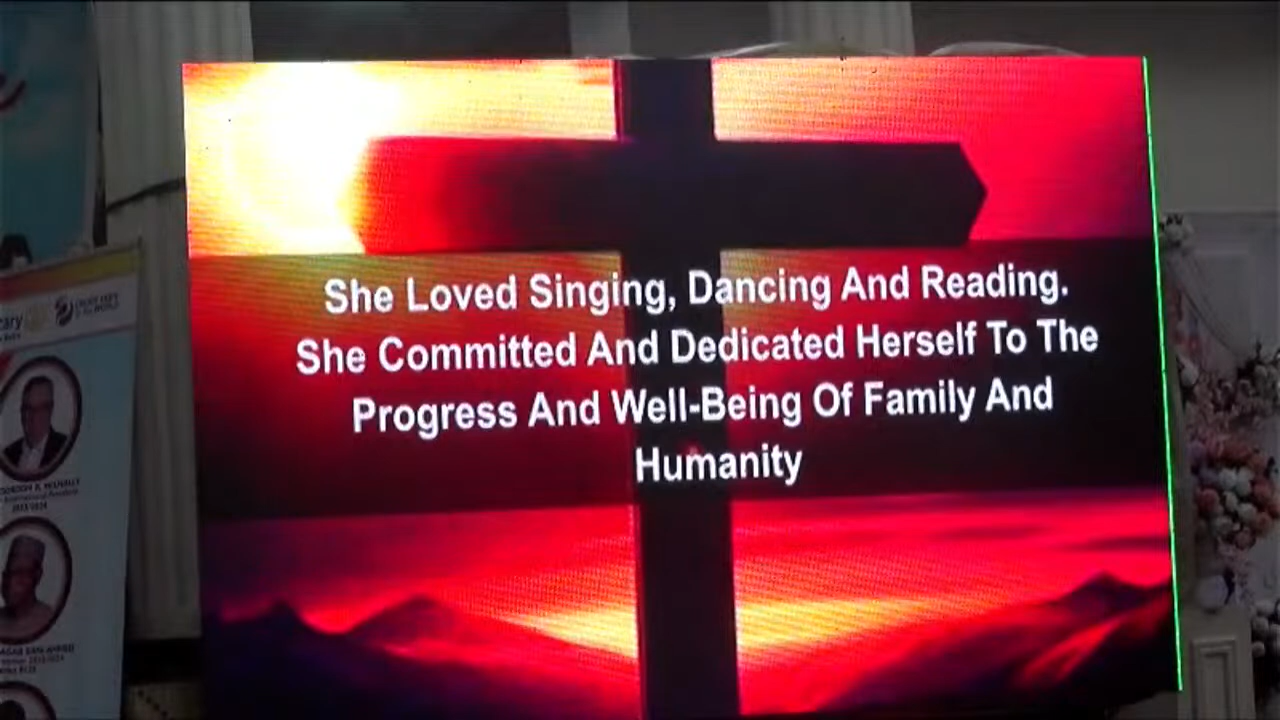 She Loved Singing, Dancing And Reading.
She Committed And Dedicated Herself To The
Progress And Well-Being Of Family And
Humanity